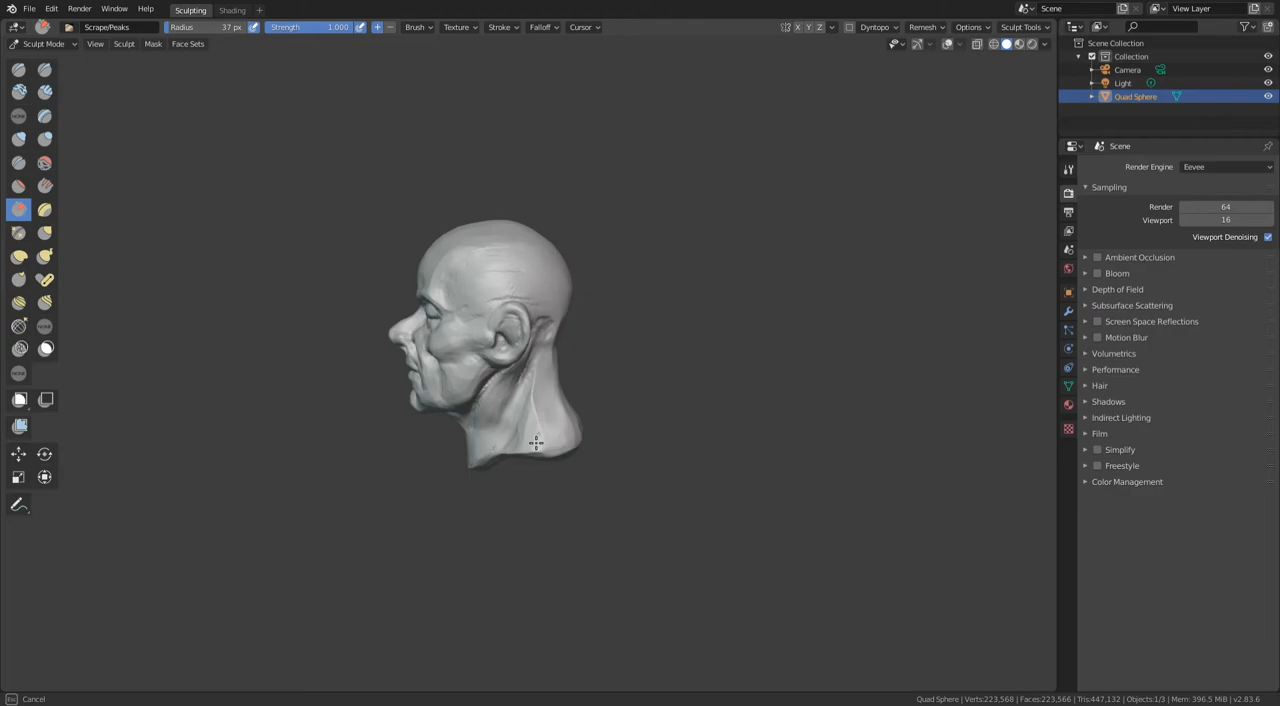 File Edit Render Window Help Sculpting Shading + Scene View Layer
Scrape/Peaks Radius 37 px Strength 1.000 + − Brush Texture Stroke Falloff Cursor X Y Z Dyntopo Remesh Options Sculpt Tools
Sculpt Mode View Sculpt Mask Face Sets
Scene Collection
Collection
Camera
Light
Quad Sphere
Scene
Render Engine Eevee
Sampling
Render 64
Viewport 16
Viewport Denoising
Ambient Occlusion
Bloom
Depth of Field
Subsurface Scattering
Screen Space Reflections
Motion Blur
Volumetrics
Performance
Hair
Shadows
Indirect Lighting
Film
Simplify
Freestyle
Color Management
NONE
NONE
NONE
Esc Cancel Quad Sphere | Verts:223,568 | Faces:223,566 | Tris:447,132 | Objects:1/3 | Mem: 396.5 MiB | v2.83.6